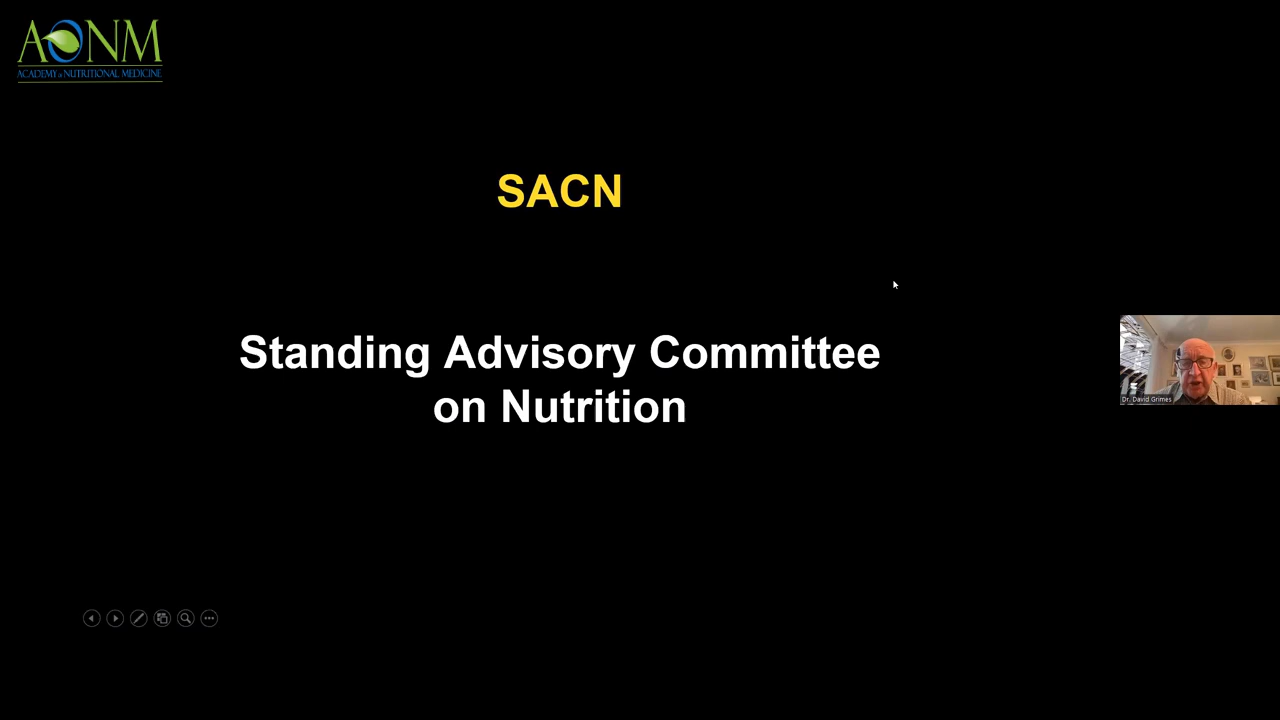 AONM
ACADEMY of NUTRITIONAL MEDICINE
SACN
Standing Advisory Committee
on Nutrition
Dr. David Grimes